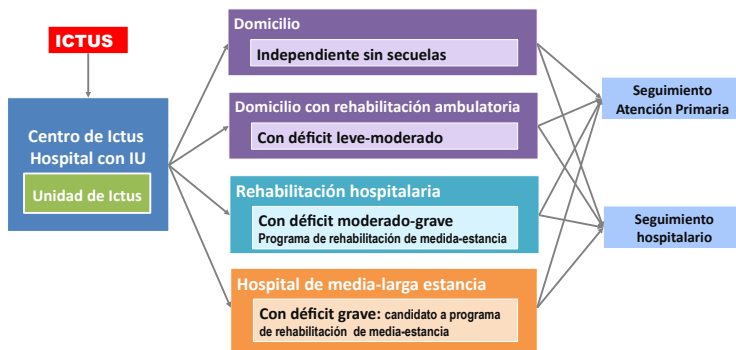 ICTUS
Centro de Ictus
Hospital con IU
Unidad de Ictus
Domicilio
Independiente sin secuelas
Domicilio con rehabilitación ambulatoria
Con déficit leve-moderado
Rehabilitación hospitalaria
Con déficit moderado-grave
Programa de rehabilitación de medida-estancia
Hospital de media-larga estancia
Con déficit grave: candidato a programa
de rehabilitación de media-estancia
Seguimiento
Atención Primaria
Seguimiento
hospitalario